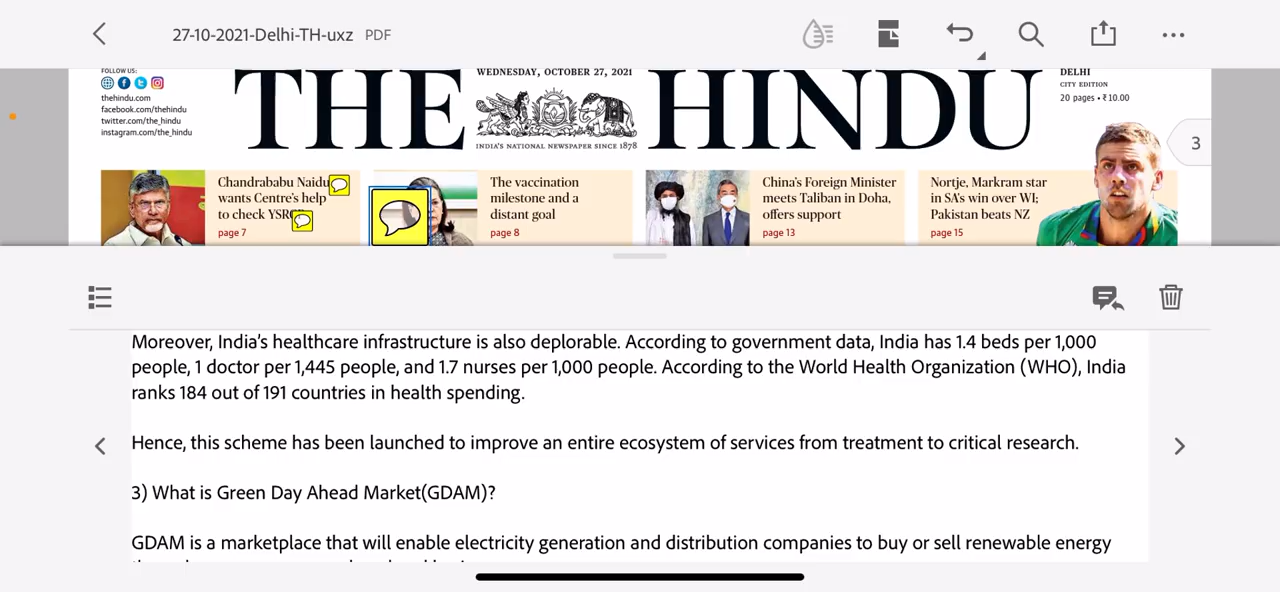 27-10-2021-Delhi-TH-uxz PDF
FOLLOW US:
thehindu.com
facebook.com/thehindu
twitter.com/the_hindu
instagram.com/the_hindu
WEDNESDAY, OCTOBER 27, 2021
THE HINDU
INDIA'S NATIONAL NEWSPAPER SINCE 1878
DELHI
CITY EDITION
20 pages • ₹10.00
3
Chandrababu Naidu
wants Centre's help
to check
page 7
The vaccination
milestone and a
distant goal
page 8
China's Foreign Minister
meets Taliban in Doha,
offers support
page 13
Nortje, Markram star
in SA's win over WI;
Pakistan beats NZ
page 15
Moreover, India's healthcare infrastructure is also deplorable. According to government data, India has 1.4 beds per 1,000
people, 1 doctor per 1,445 people, and 1.7 nurses per 1,000 people. According to the World Health Organization (WHO), India
ranks 184 out of 191 countries in health spending.
Hence, this scheme has been launched to improve an entire ecosystem of services from treatment to critical research.
3) What is Green Day Ahead Market(GDAM)?
GDAM is a marketplace that will enable electricity generation and distribution companies to buy or sell renewable energy